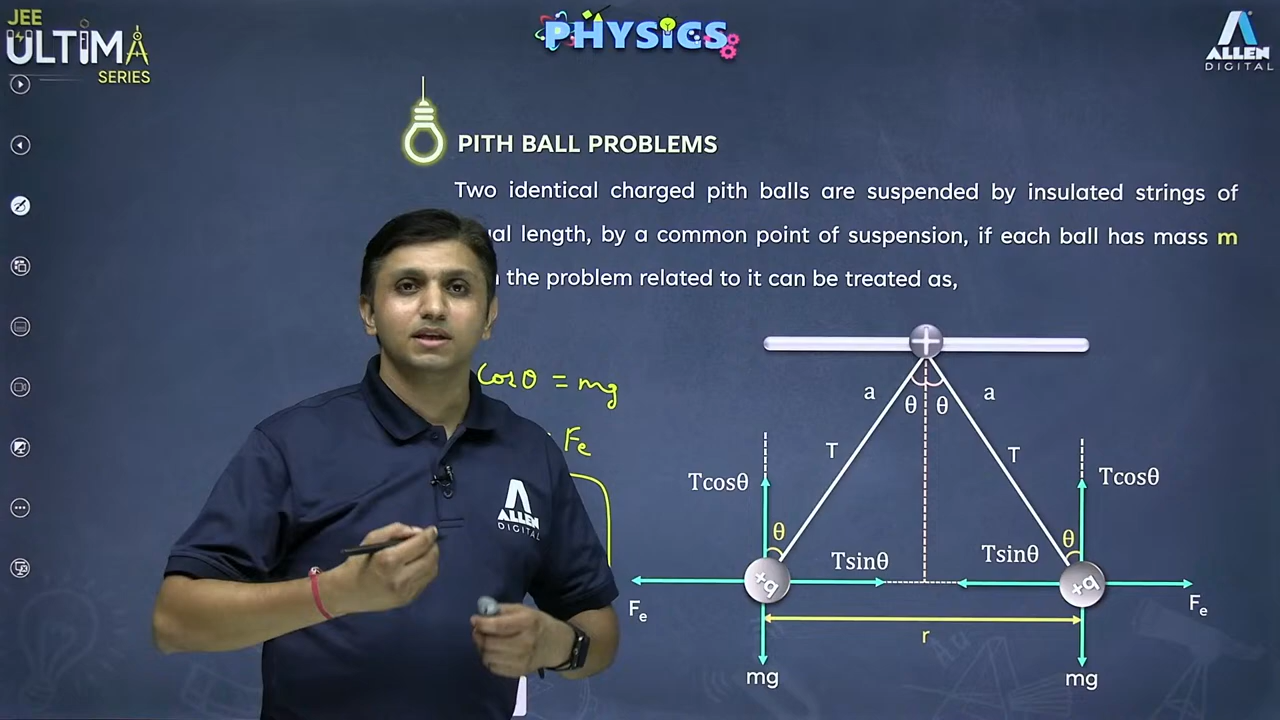 JEE
ULTIMA
SERIES
PHYSICS
ALLEN
DIGITAL
PITH BALL PROBLEMS
Two identical charged pith balls are suspended by insulated strings of
length, by a common point of suspension, if each ball has mass m
the problem related to it can be treated as,
Cosθ = mg
Fe
a
θ
θ
a
T
T
Tcosθ
Tcosθ
θ
θ
Tsinθ
Tsinθ
+q
+q
Fe
Fe
r
mg
mg
ALLEN
DIGITAL